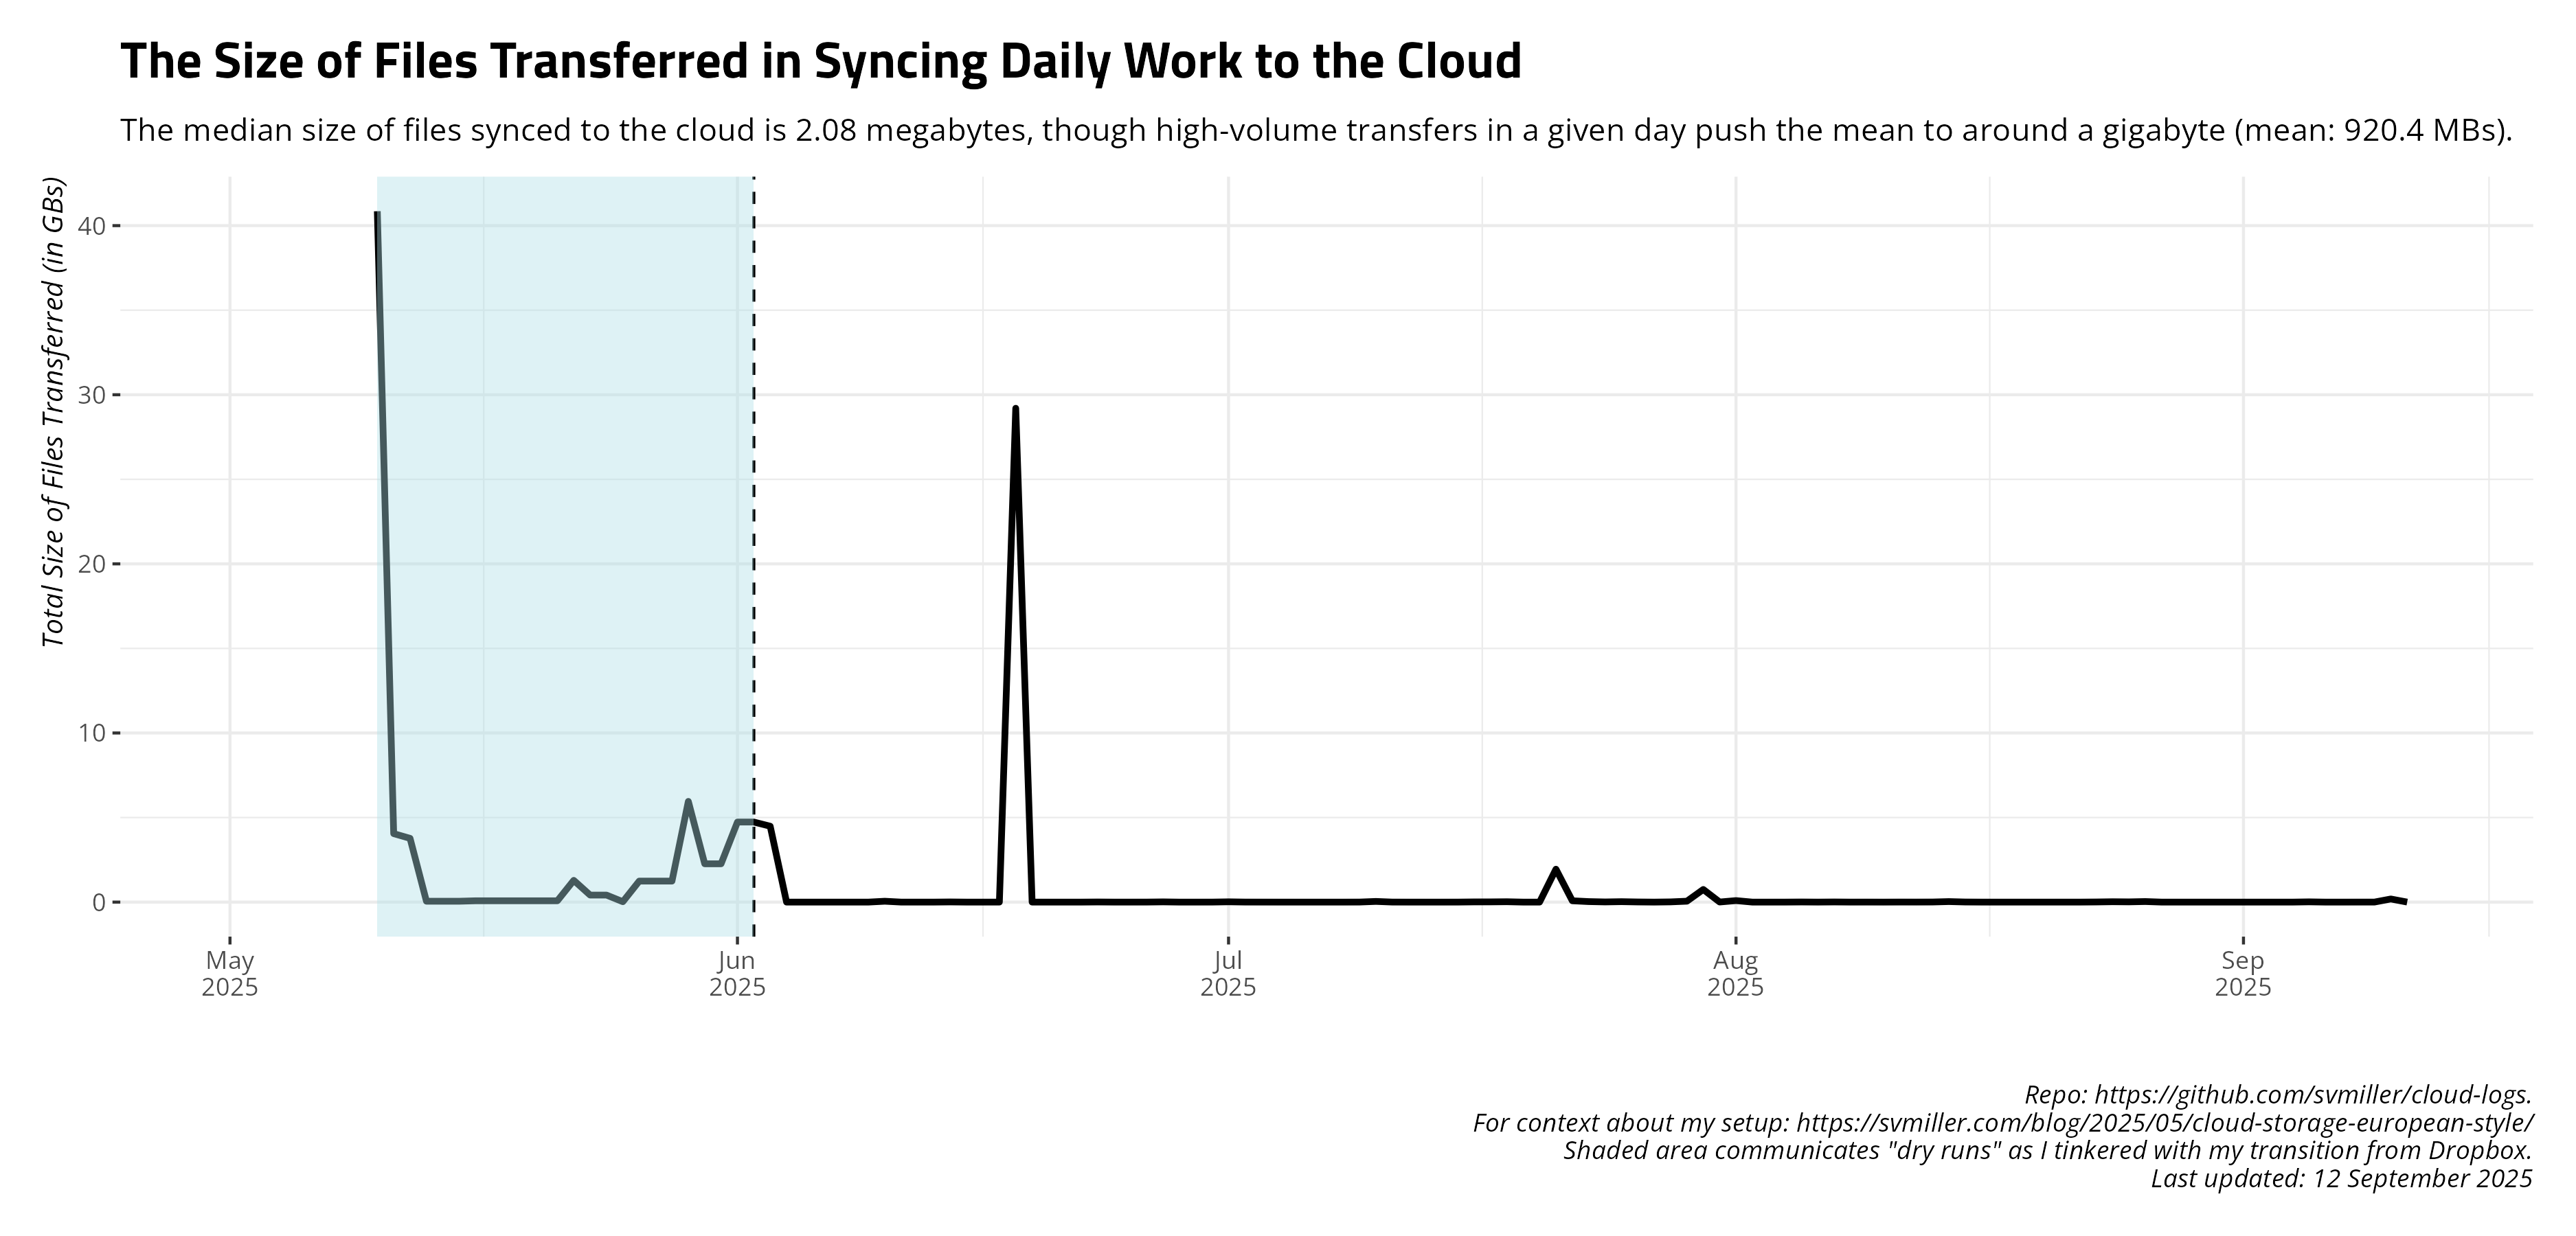 The Size of Files Transferred in Syncing Daily Work to the Cloud
The median size of files synced to the cloud is 2.08 megabytes, though high-volume transfers in a given day push the mean to around a gigabyte (mean: 920.4 MBs).
Total Size of Files Transferred (in GBs)
40
30
20
10
0
May
2025
Jun
2025
Jul
2025
Aug
2025
Sep
2025
Repo: https://github.com/svmiller/cloud-logs.
For context about my setup: https://svmiller.com/blog/2025/05/cloud-storage-european-style/
Shaded area communicates "dry runs" as I tinkered with my transition from Dropbox.
Last updated: 12 September 2025